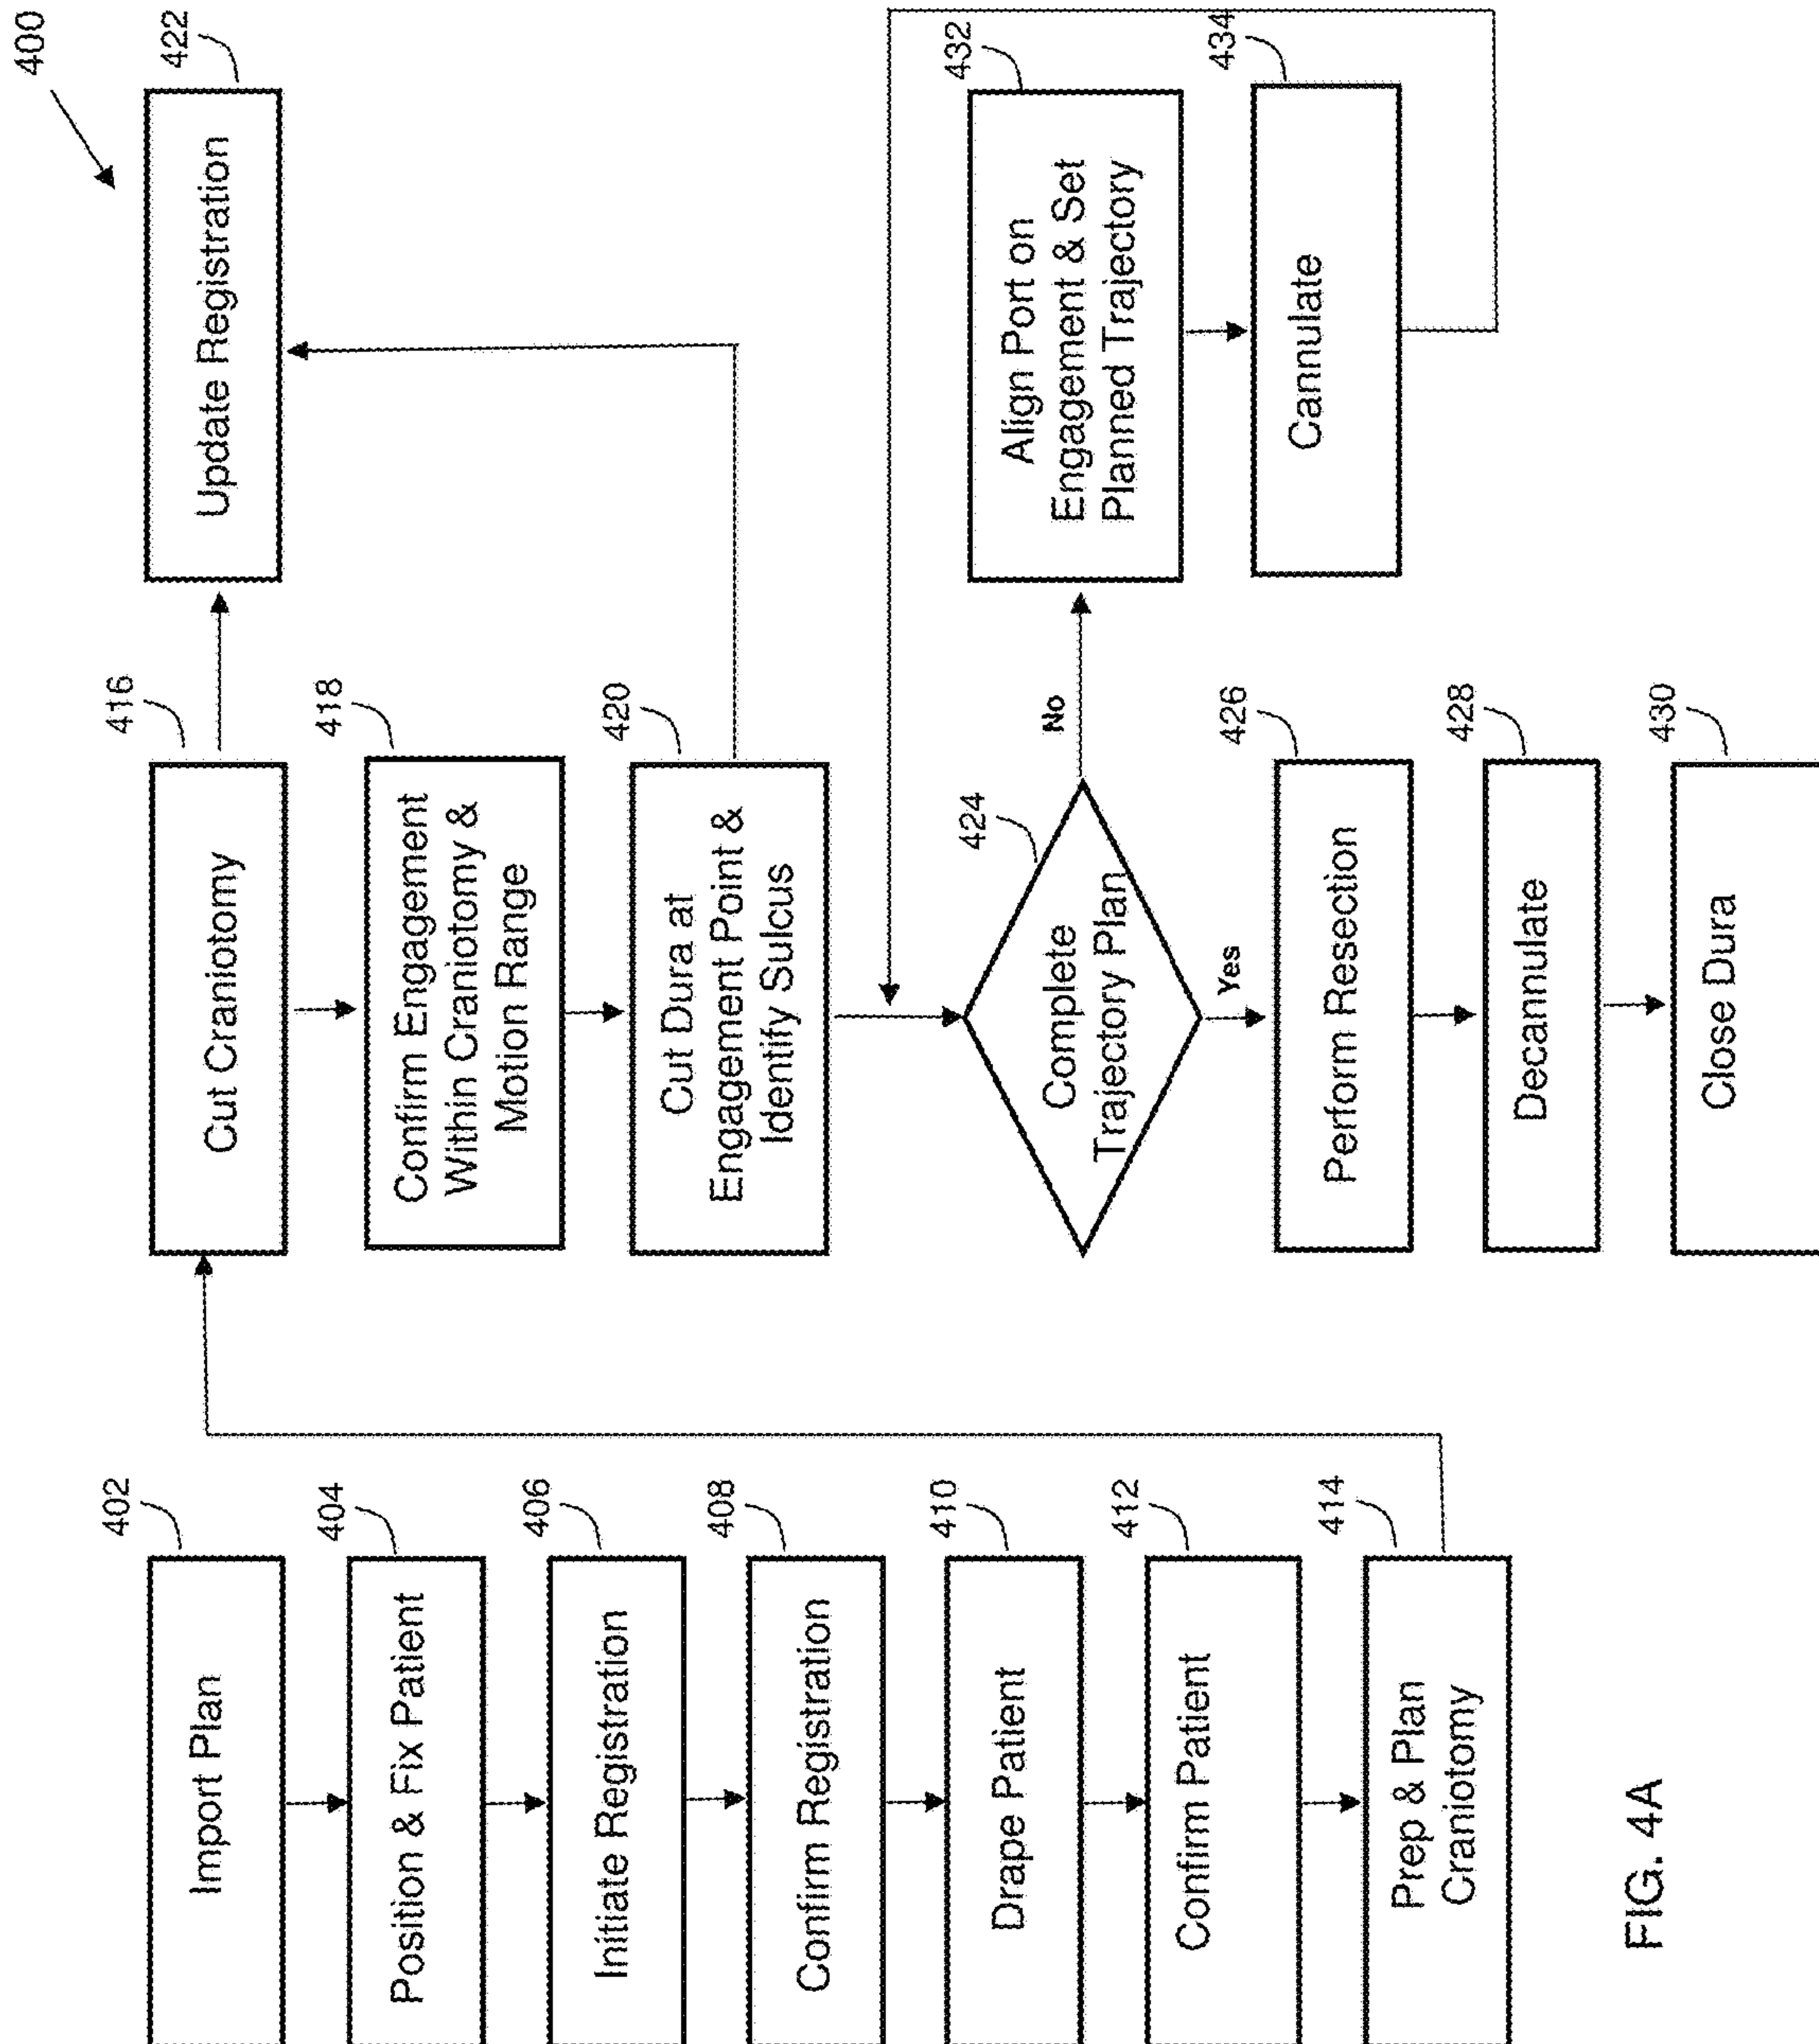 400
402
Import Plan
404
Position & Fix Patient
406
Initiate Registration
408
Confirm Registration
410
Drape Patient
412
Confirm Patient
414
Prep & Plan
Craniotomy
416
Cut Craniotomy
418
Confirm Engagement
Within Craniotomy &
Motion Range
420
Cut Dura at
Engagement Point &
Identify Sulcus
422
Update Registration
424
Complete
Trajectory Plan
No
Yes
426
Perform Resection
428
Decannulate
430
Close Dura
432
Align Port on
Engagement & Set
Planned Trajectory
434
Cannulate
FIG. 4A